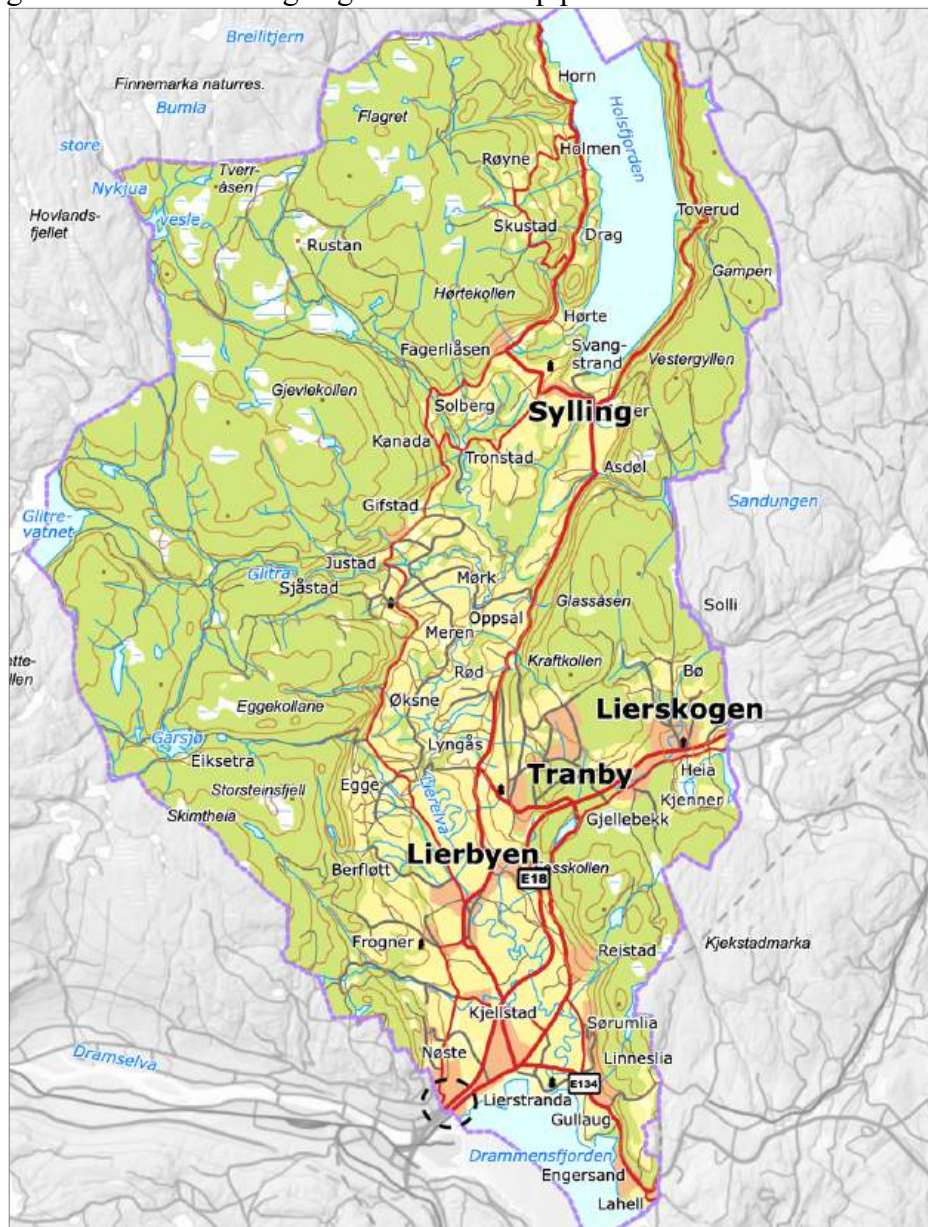 Breilitjern
Horn
Finnemarka naturres.
Bumla
Flagret
Holsfjorden
store
Røyne
Holmen
Tverr-
åsen
Nykjua
vesle
Toverud
Hovlands-
fjellet
Skustad
Drag
Rustan
Gampen
Hørtekollen
Hørte
Fagerliåsen
Svang-
strand
Vestergyllen
Gjevlekollen
Solberg
Sylling
Kanada
Tronstad
Asdøl
Gifstad
Sandungen
Glitre-
vatnet
Justad
Glitra
Mørk
Sjåstad
Glassåsen
Solli
Oppsal
Meren
Kraftkollen
Rød
Bø
Eggekollane
Øksne
Lierskogen
Garsjø
Lyngås
Eiksetra
Tranby
Heia
Storsteinsfjell
Egge
Lierelva
Kjenner
Skimtheia
Gjellebekk
Lierbyen
Berfløtt
E18
Frogner
Reistad
Kjekstadmarka
Kjellstad
Sørumlia
Dramselva
Nøste
Linneslia
E134
Lierstranda
Gullaug
Drammensfjorden
Engersand
Lahell